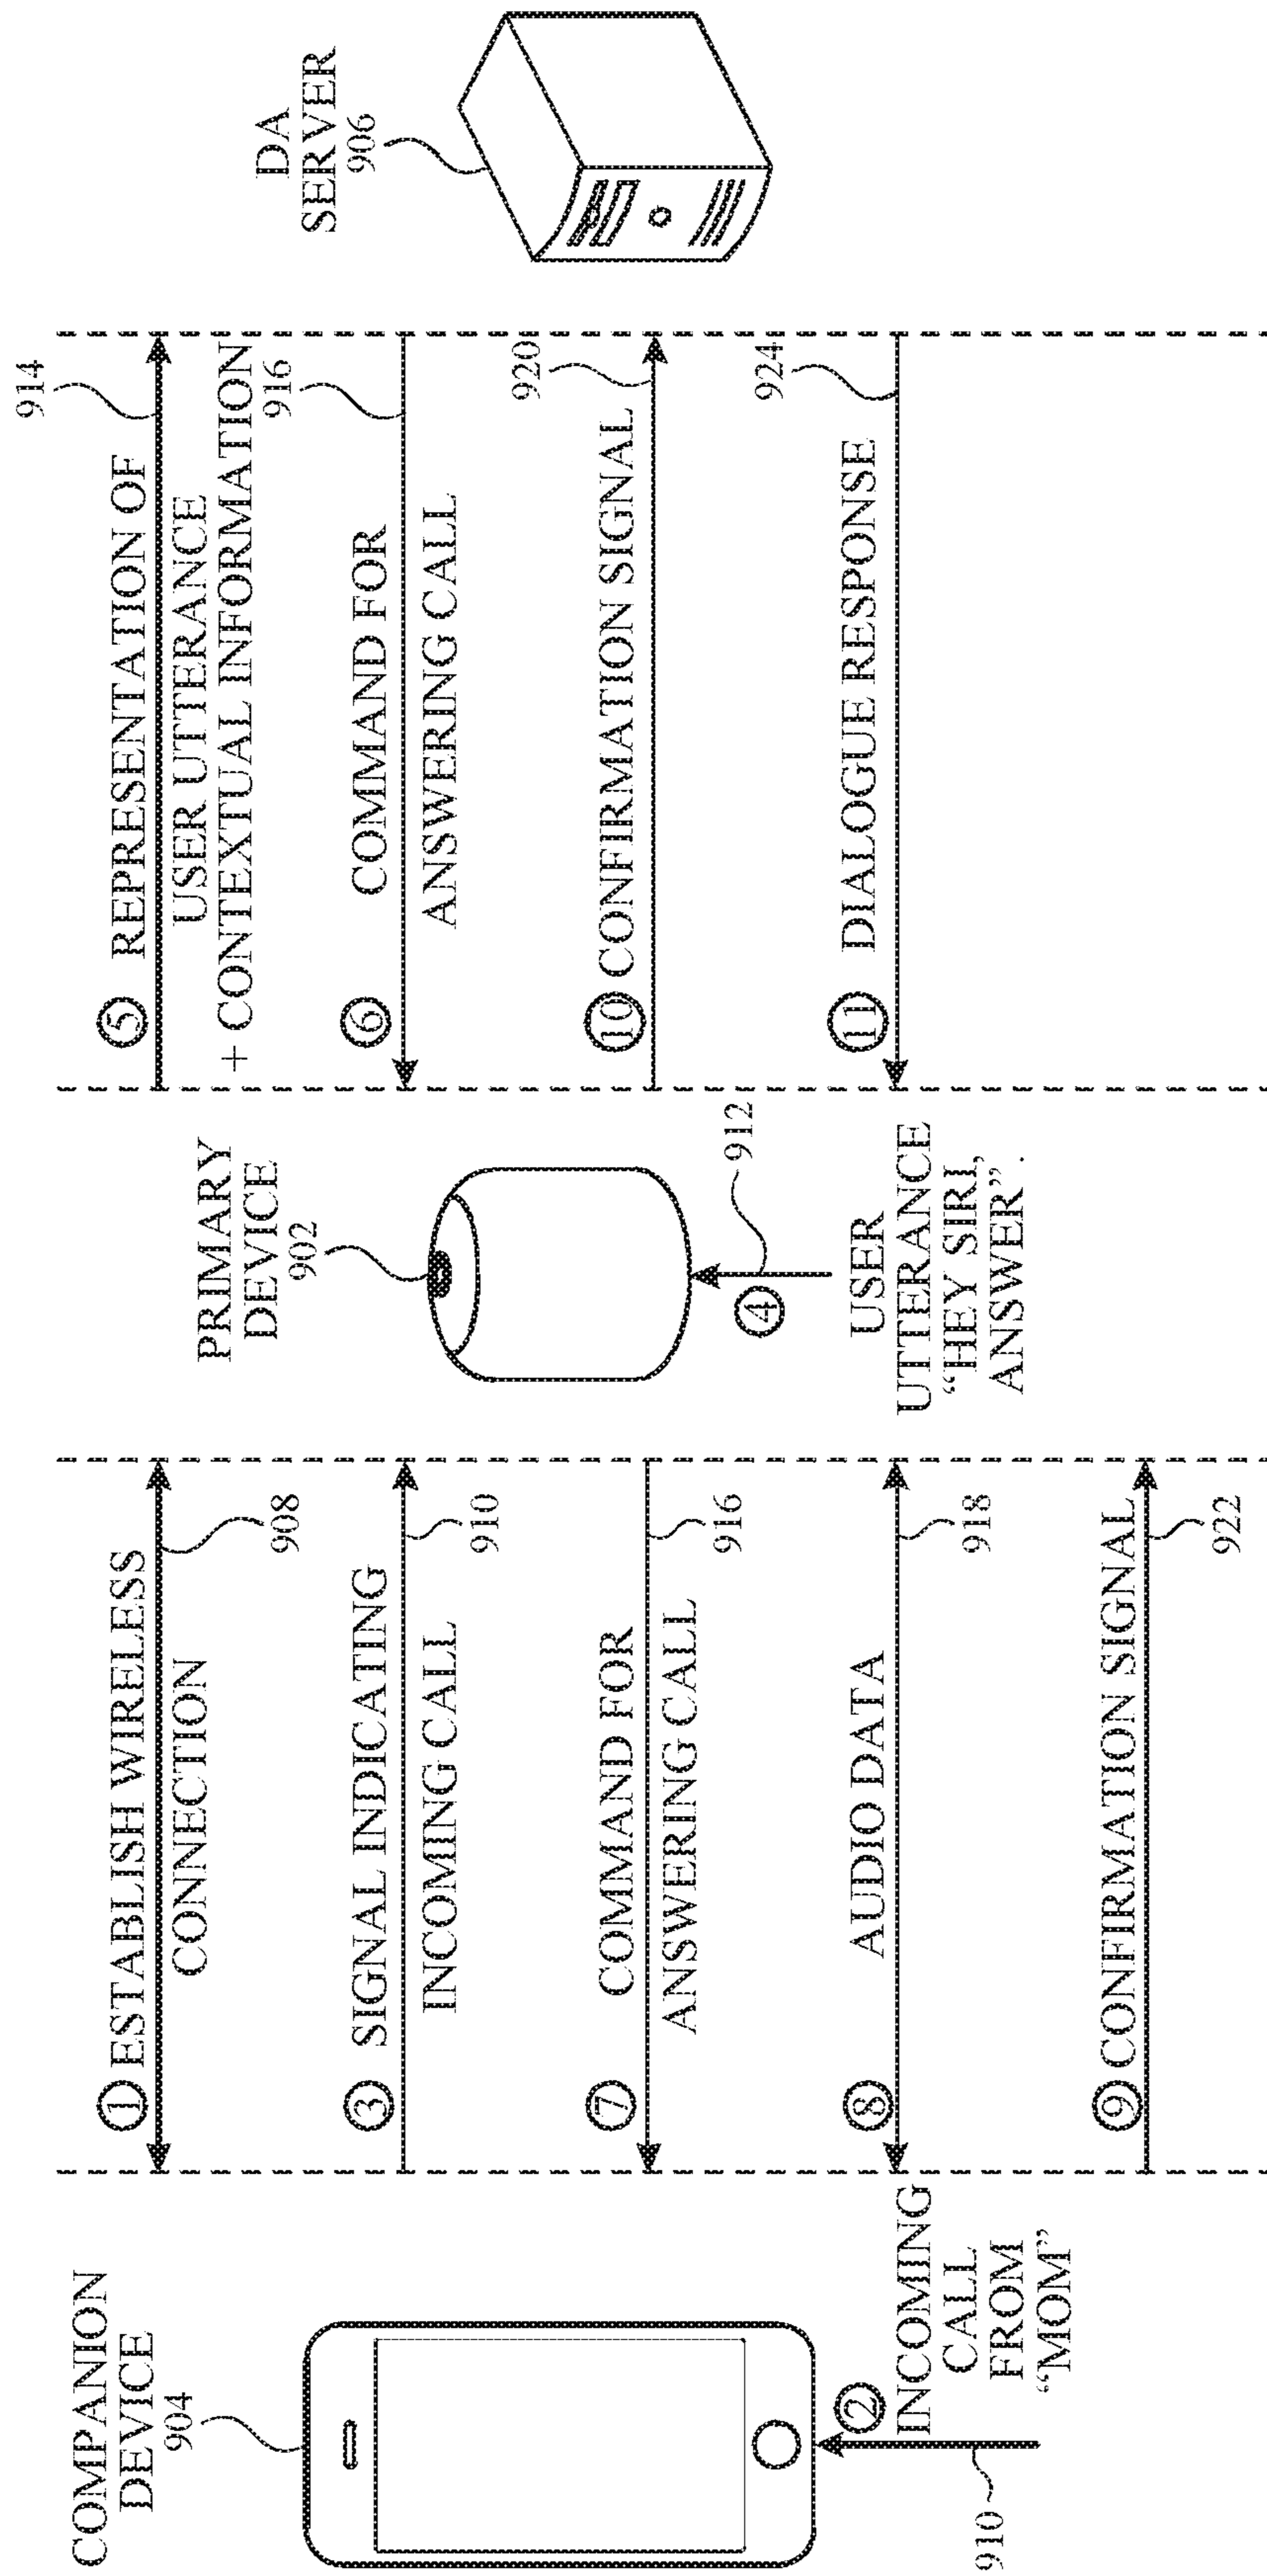 COMPANION
DEVICE
904
② INCOMING
CALL
FROM
“MOM”
910
① ESTABLISH WIRELESS
CONNECTION
908
③ SIGNAL INDICATING
INCOMING CALL
910
⑦ COMMAND FOR
ANSWERING CALL
916
⑧ AUDIO DATA
918
⑨ CONFIRMATION SIGNAL
922
PRIMARY
DEVICE
902
④
912
USER
UTTERANCE
“HEY SIRI,
ANSWER”.
⑤ REPRESENTATION OF
USER UTTERANCE
+ CONTEXTUAL INFORMATION
914
⑥ COMMAND FOR
ANSWERING CALL
916
⑩ CONFIRMATION SIGNAL
920
⑪ DIALOGUE RESPONSE
924
DA
SERVER
906